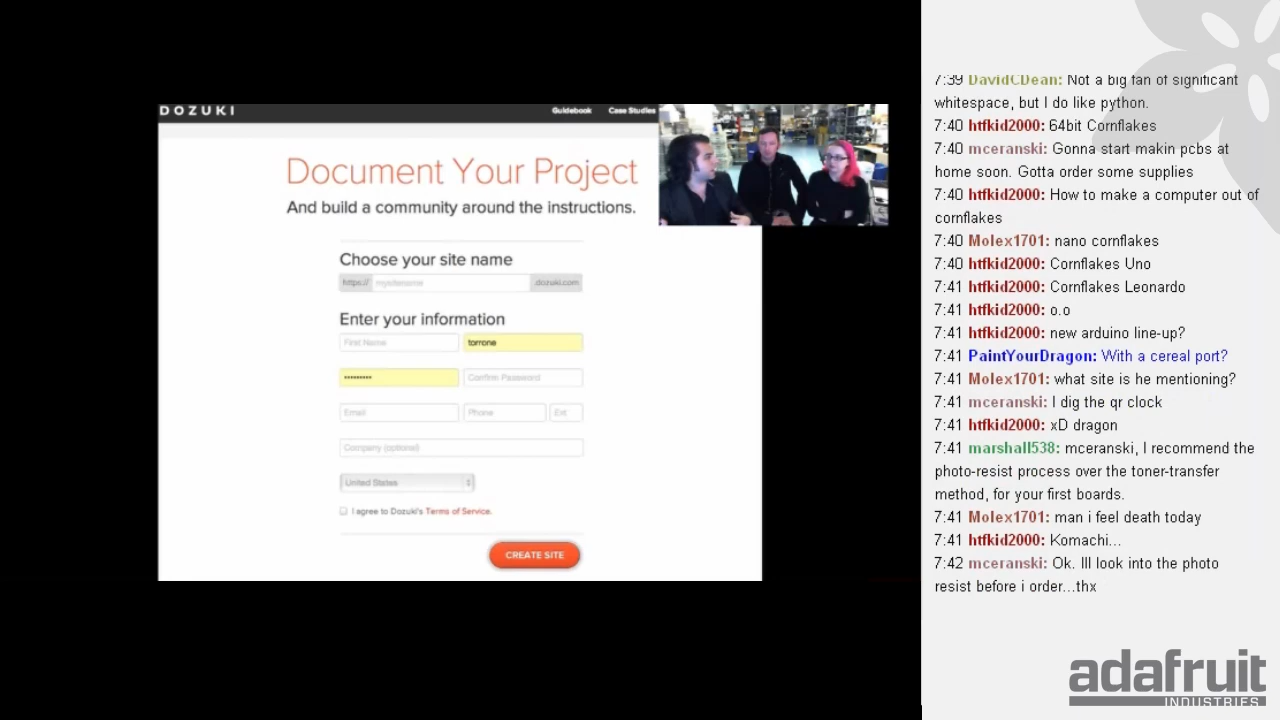 DOZUKI
Guidebook Case Studies
Document Your Project
And build a community around the instructions.
Choose your site name
https:// mysitename .dozuki.com
Enter your information
First Name torrone
••••••••• Confirm Password
Email Phone Ext
Company (optional)
United States
I agree to Dozuki's Terms of Service.
CREATE SITE
7:39 DavidCDean: Not a big fan of significant
whitespace, but I do like python.
7:40 htfkid2000: 64bit Cornflakes
7:40 mceranski: Gonna start makin pcbs at
home soon. Gotta order some supplies
7:40 htfkid2000: How to make a computer out of
cornflakes
7:40 Molex1701: nano cornflakes
7:40 htfkid2000: Cornflakes Uno
7:41 htfkid2000: Cornflakes Leonardo
7:41 htfkid2000: o.o
7:41 htfkid2000: new arduino line-up?
7:41 PaintYourDragon: With a cereal port?
7:41 Molex1701: what site is he mentioning?
7:41 mceranski: I dig the qr clock
7:41 htfkid2000: xD dragon
7:41 marshall538: mceranski, I recommend the
photo-resist process over the toner-transfer
method, for your first boards.
7:41 Molex1701: man i feel death today
7:41 htfkid2000: Komachi...
7:42 mceranski: Ok. Ill look into the photo
resist before i order...thx
adafruit
INDUSTRIES